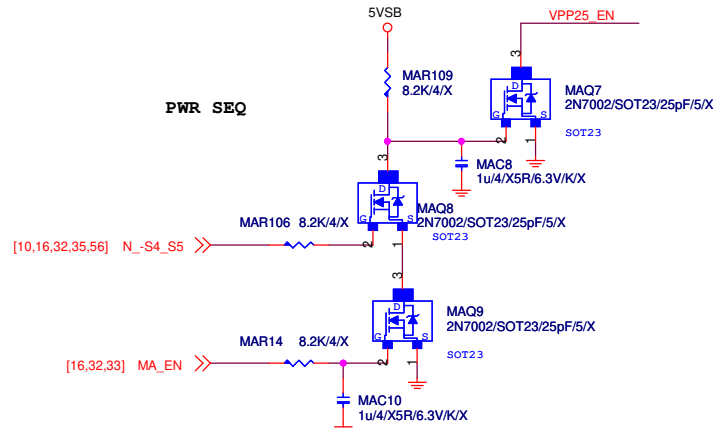 5VSB
VPP25_EN
3
D
G
S
2
1
MAR109
8.2K/4/X
MAQ7
2N7002/SOT23/25pF/5/X
SOT23
PWR SEQ
3
D
G
S
2
1
MAC8
1u/4/X5R/6.3V/K/X
MAQ8
2N7002/SOT23/25pF/5/X
SOT23
MAR106 8.2K/4/X
[10,16,32,35,56] N_-S4_S5
3
D
G
S
2
1
MAQ9
2N7002/SOT23/25pF/5/X
SOT23
MAR14 8.2K/4/X
[16,32,33] MA_EN
MAC10
1u/4/X5R/6.3V/K/X